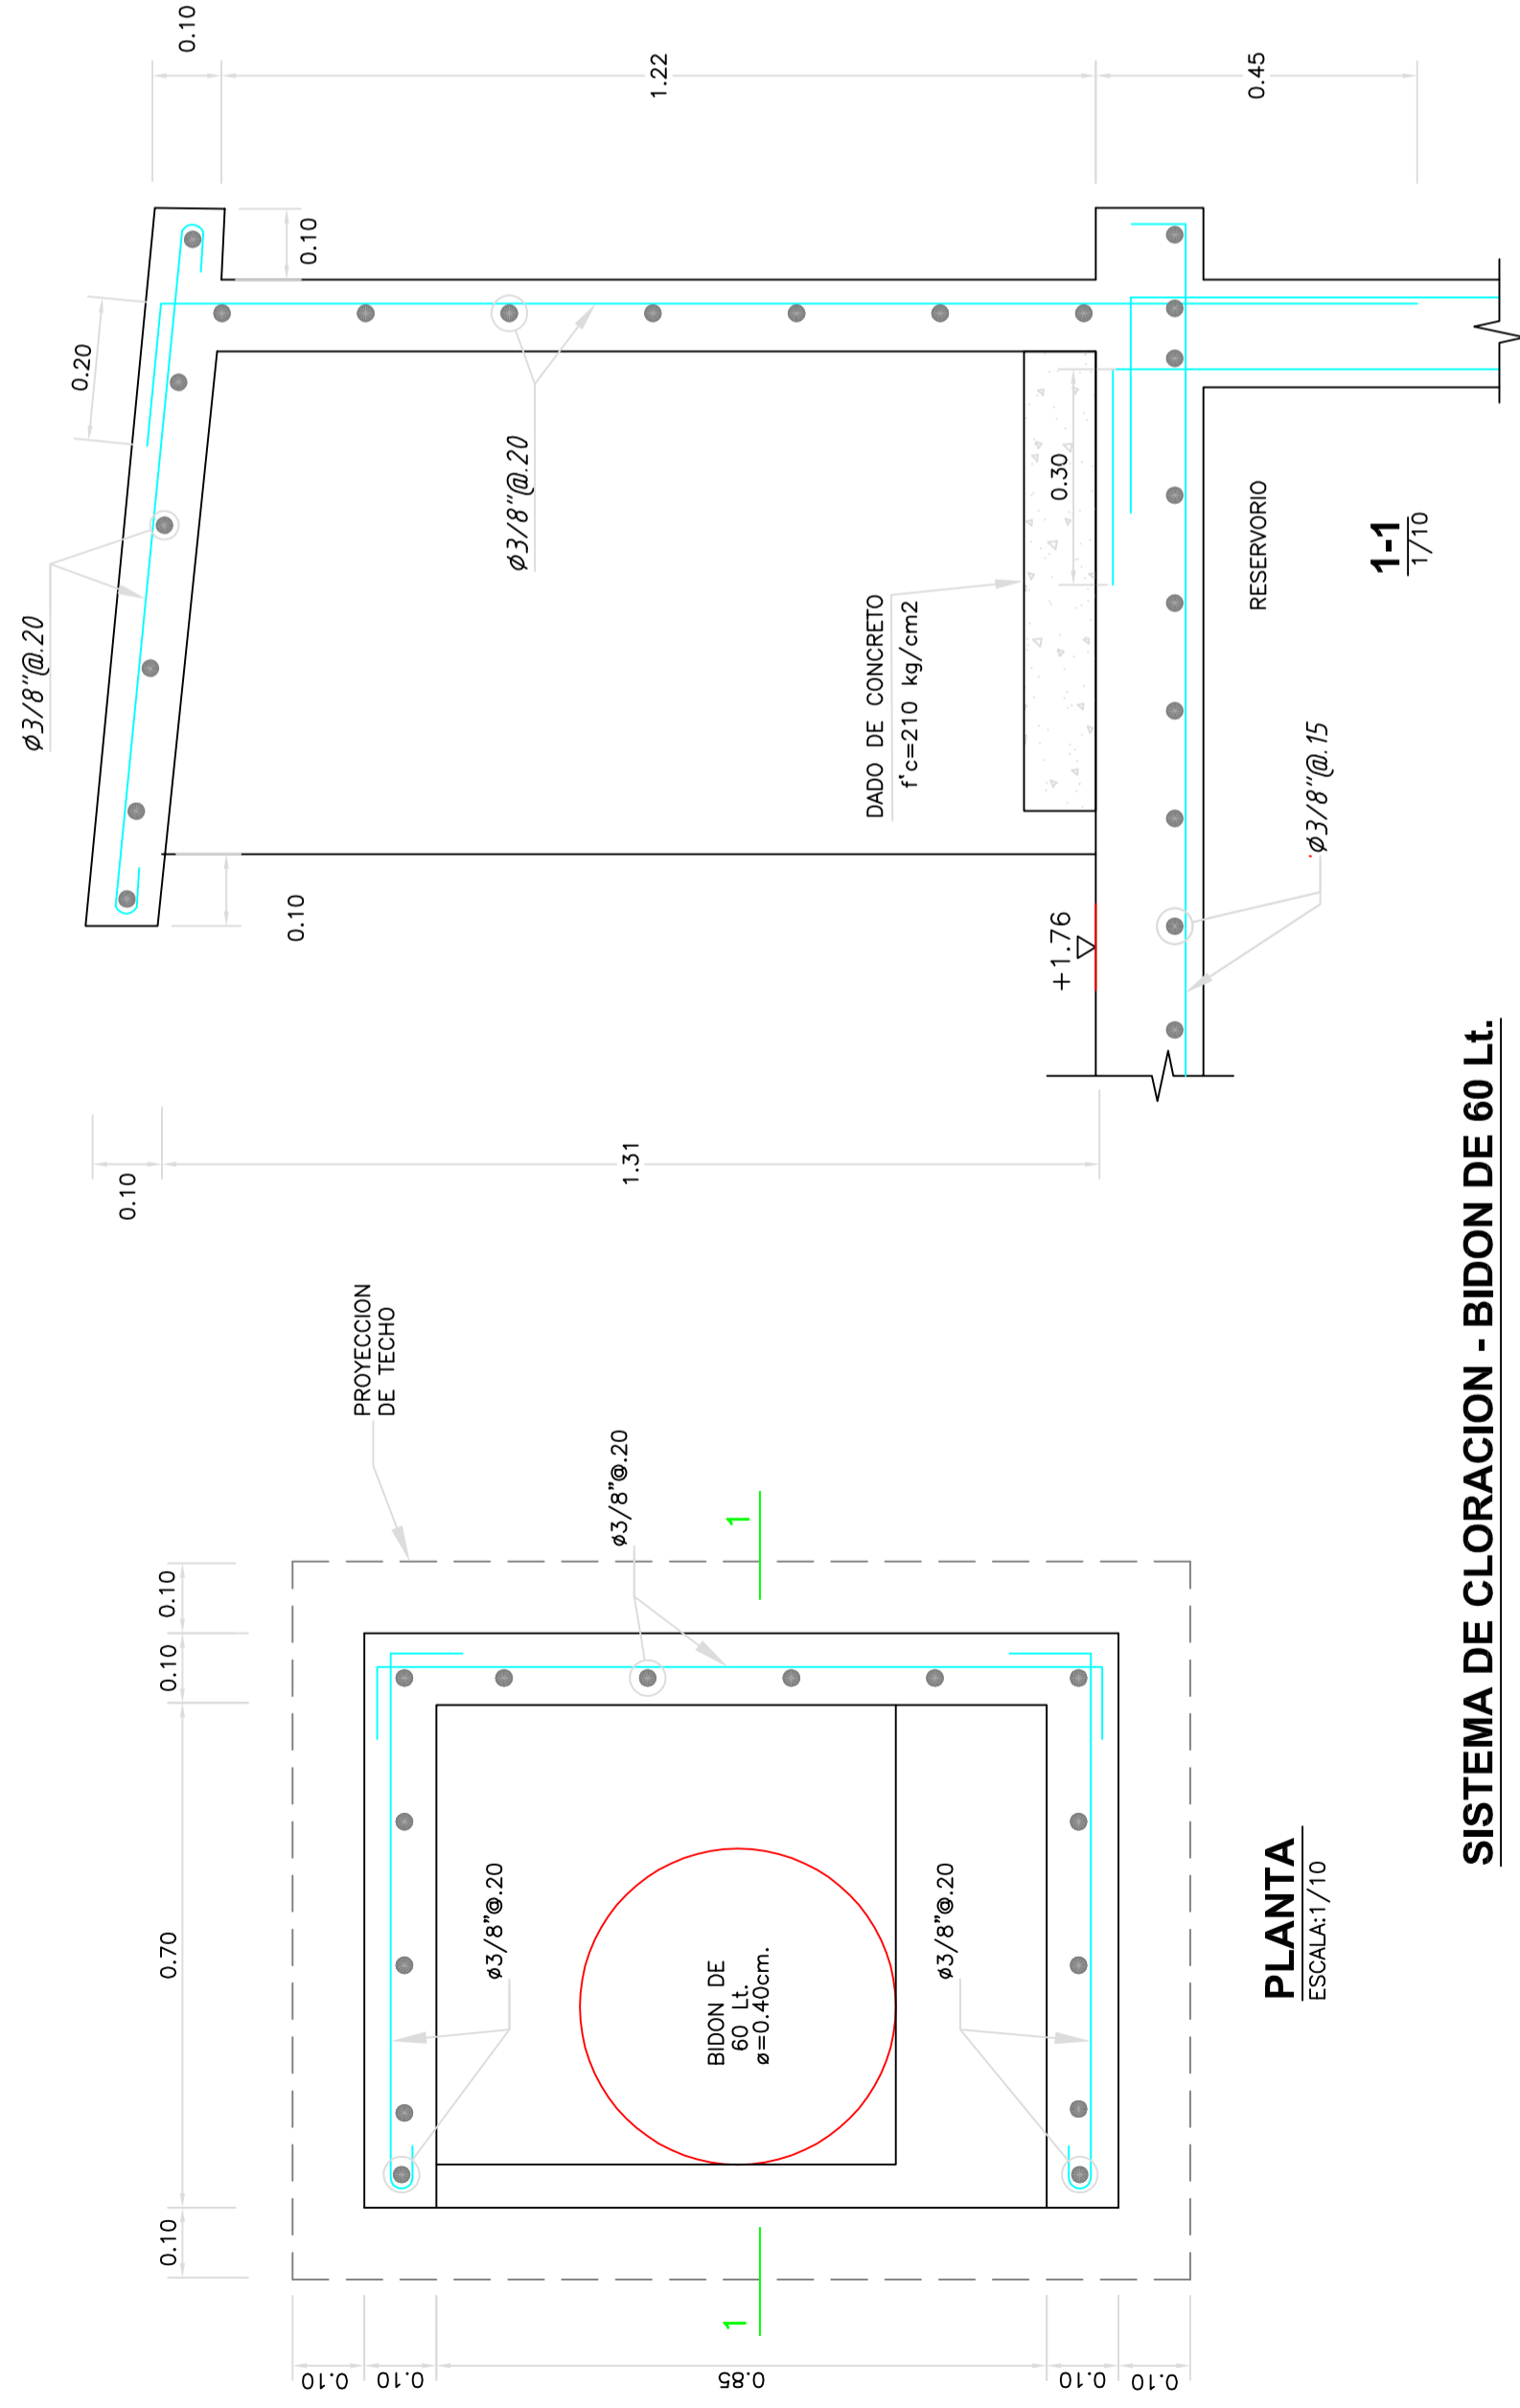 0.10
0.70
0.10
0.10
0.10
0.10
0.85
0.10
0.10
PROYECCION
DE TECHO
ø3/8"@.20
ø3/8"@.20
ø3/8"@.20
BIDON DE
60 Lt.
ø=0.40cm.
1
1
PLANTA
ESCALA:1/10
ø3/8"@.20
0.20
0.10
0.10
1.22
0.45
0.10
0.10
1.31
ø3/8"@.20
DADO DE CONCRETO
f'c=210 kg/cm2
0.30
+1.76
RESERVORIO
ø3/8"@.15
1-1
1/10
SISTEMA DE CLORACION - BIDON DE 60 Lt.